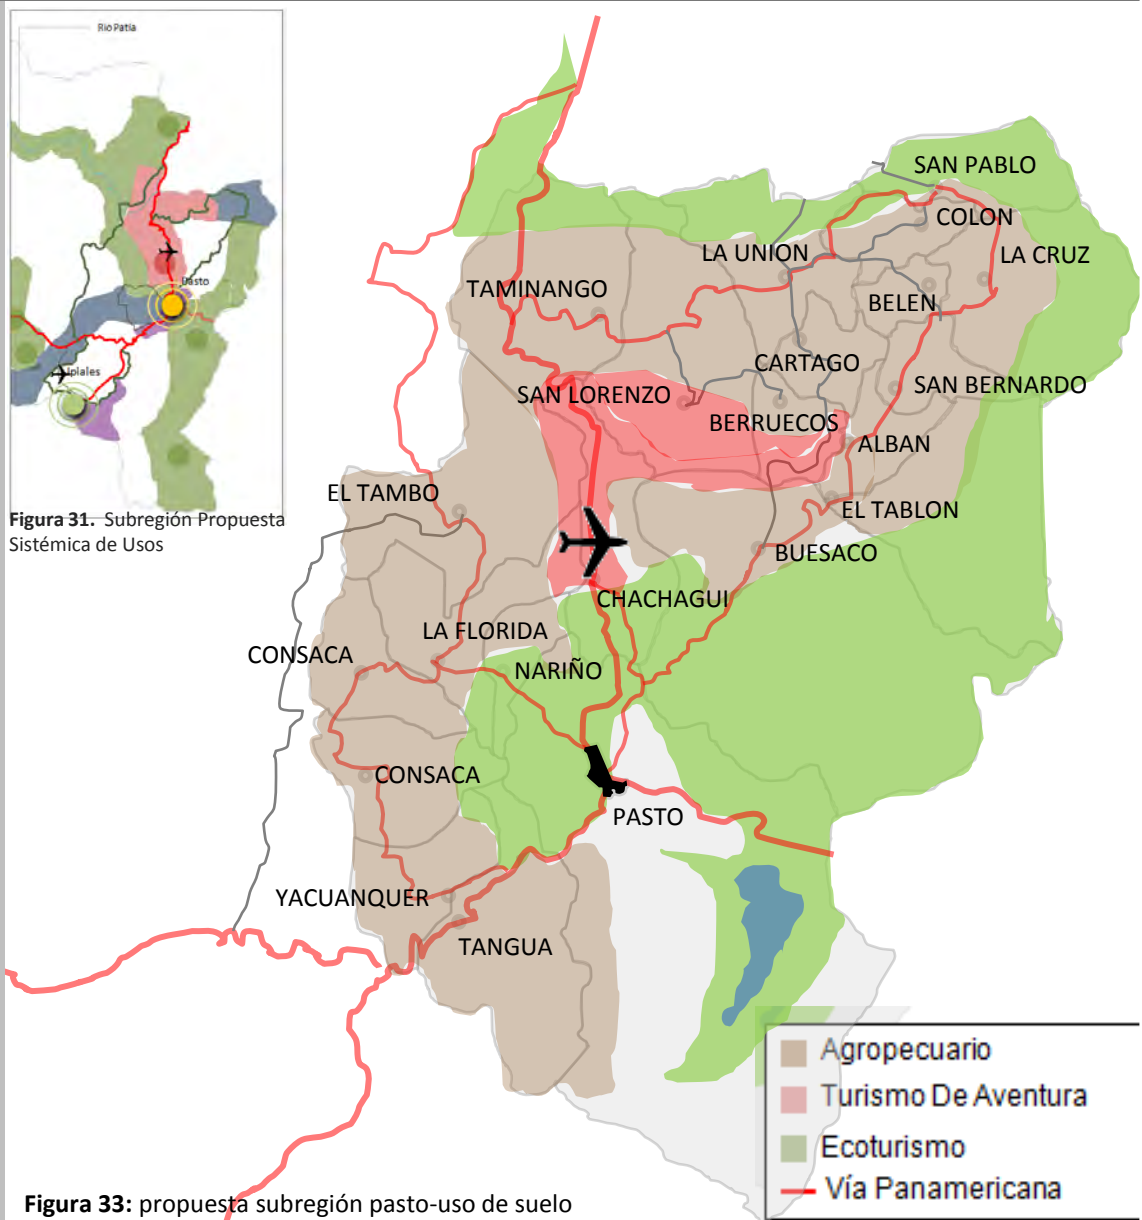 Rio Patía
Pasto
Iplales
Figura 31. Subregión Propuesta
Sistémica de Usos
SAN PABLO
COLON
LA UNION
LA CRUZ
TAMINANGO
BELEN
CARTAGO
SAN LORENZO
SAN BERNARDO
BERRUECOS
ALBAN
EL TAMBO
EL TABLON
BUESACO
CHACHAGUI
LA FLORIDA
CONSACA
NARIÑO
CONSACA
PASTO
YACUANQUER
TANGUA
Agropecuario
Turismo De Aventura
Ecoturismo
Vía Panamericana
Figura 33: propuesta subregión pasto-uso de suelo